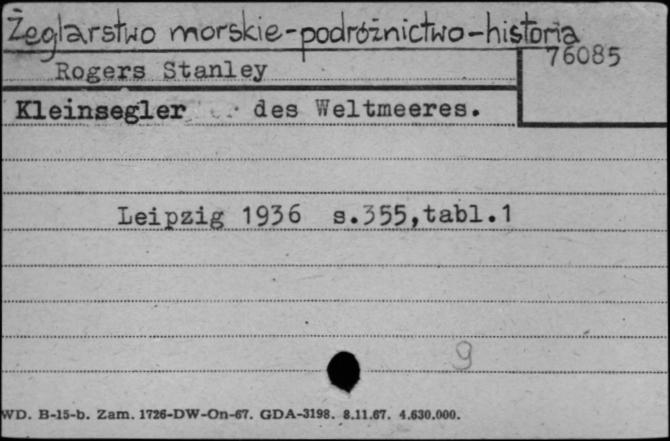 Żeglarstwo morskie-podróżnictwo-historia
76085
Rogers Stanley
Kleinsegler des Weltmeeres.
Leipzig 1936 s.355,tabl.1
9
WD. B-15-b. Zam. 1726-DW-On-67. GDA-3198. 8.11.67. 4.630.000.